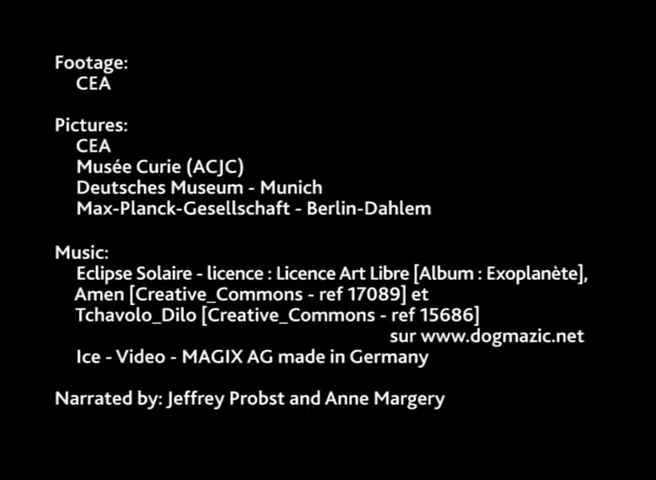 Footage:
CEA
Pictures:
CEA
Musée Curie (ACJC)
Deutsches Museum - Munich
Max-Planck-Gesellschaft - Berlin-Dahlem
Music:
Eclipse Solaire - licence : Licence Art Libre [Album : Exoplanète],
Amen [Creative_Commons - ref 17089] et
Tchavolo_Dilo [Creative_Commons - ref 15686]
sur www.dogmazic.net
Ice - Video - MAGIX AG made in Germany
Narrated by: Jeffrey Probst and Anne Margery